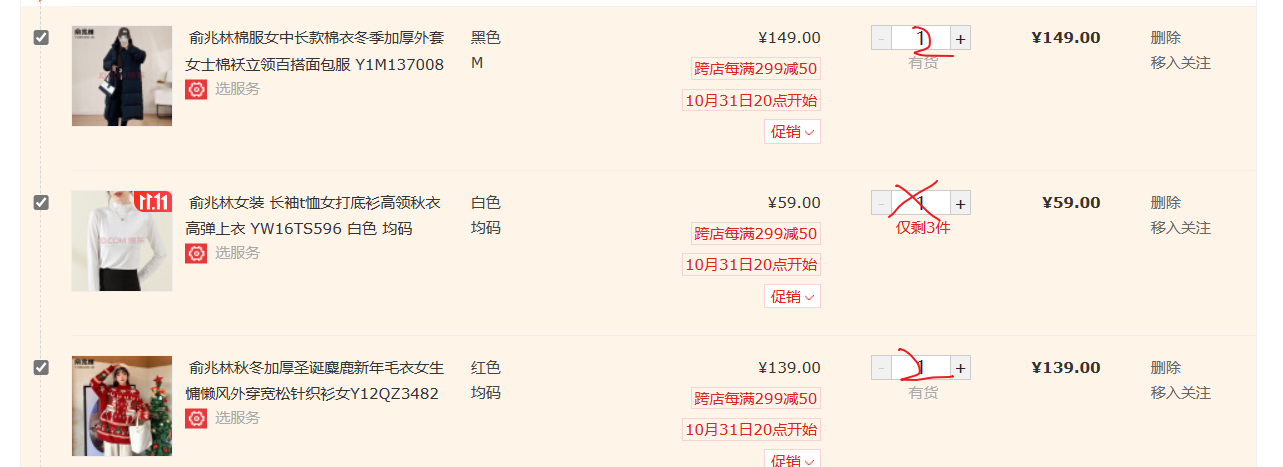 俞兆林棉服女中长款棉衣冬季加厚外套
女士棉袄立领百搭面包服 Y1M137008
选服务
黑色
M
¥149.00
跨店每满299减50
10月31日20点开始
促销
- 1 +
2
有货
¥149.00
删除
移入关注
11.11
俞兆林女装 长袖t恤女打底衫高领秋衣
高弹上衣 YW16TS596 白色 均码
选服务
白色
均码
¥59.00
跨店每满299减50
10月31日20点开始
促销
- 1 +
仅剩3件
¥59.00
删除
移入关注
俞兆林秋冬加厚圣诞麋鹿新年毛衣女生
慵懒风外穿宽松针织衫女Y12QZ3482
选服务
红色
均码
¥139.00
跨店每满299减50
10月31日20点开始
促销
- 1 +
2
有货
¥139.00
删除
移入关注